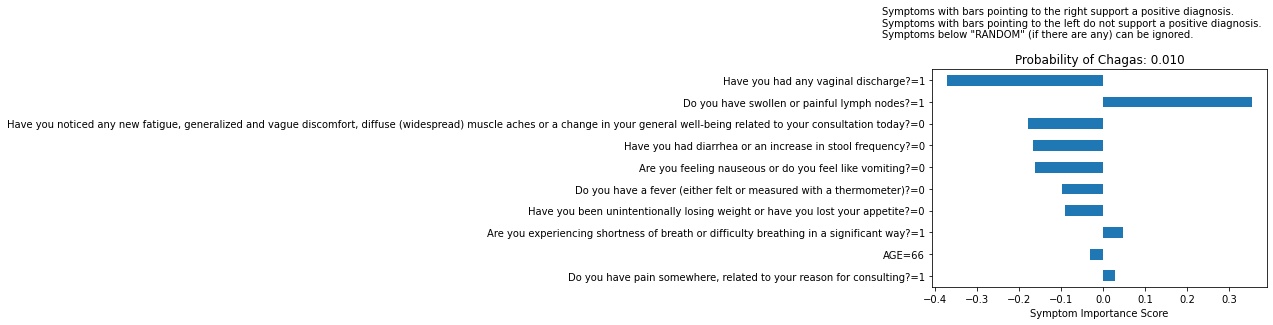 Symptoms with bars pointing to the right support a positive diagnosis.
Symptoms with bars pointing to the left do not support a positive diagnosis.
Symptoms below "RANDOM" (if there are any) can be ignored.
Probability of Chagas: 0.010
Have you had any vaginal discharge?=1
Do you have swollen or painful lymph nodes?=1
Have you noticed any new fatigue, generalized and vague discomfort, diffuse (widespread) muscle aches or a change in your general well-being related to your consultation today?=0
Have you had diarrhea or an increase in stool frequency?=0
Are you feeling nauseous or do you feel like vomiting?=0
Do you have a fever (either felt or measured with a thermometer)?=0
Have you been unintentionally losing weight or have you lost your appetite?=0
Are you experiencing shortness of breath or difficulty breathing in a significant way?=1
AGE=66
Do you have pain somewhere, related to your reason for consulting?=1
−0.4 −0.3 −0.2 −0.1 0.0 0.1 0.2 0.3
Symptom Importance Score